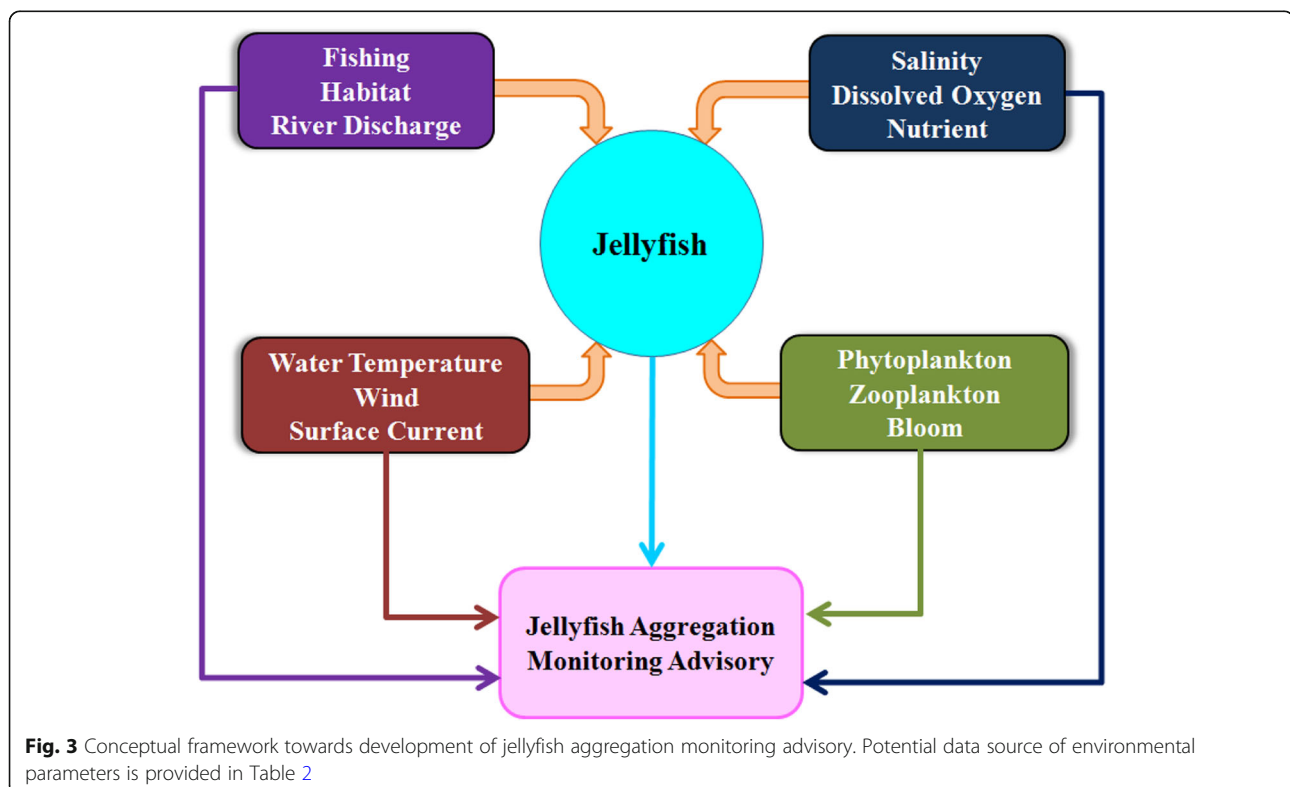 Fishing
Habitat
River Discharge
Salinity
Dissolved Oxygen
Nutrient
Jellyfish
Water Temperature
Wind
Surface Current
Phytoplankton
Zooplankton
Bloom
Jellyfish Aggregation
Monitoring Advisory
Fig. 3 Conceptual framework towards development of jellyfish aggregation monitoring advisory. Potential data source of environmental
parameters is provided in Table 2